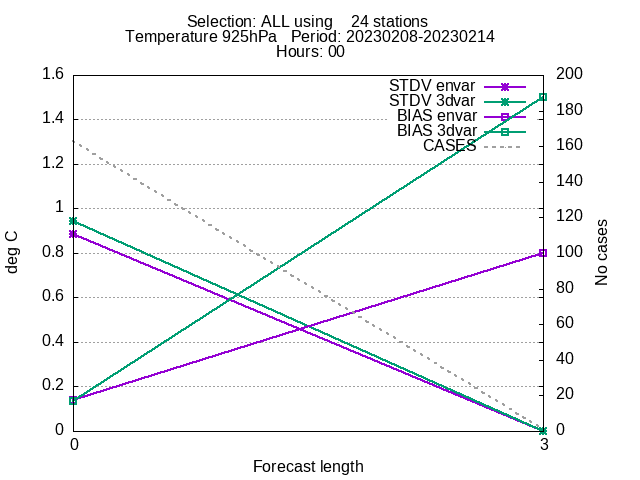 Selection: ALL using    24 stations
Temperature 925hPa   Period: 20230208-20230214
Hours: 00
1.6
1.4
1.2
1
0.8
0.6
0.4
0.2
0
200
180
160
140
120
100
80
60
40
20
0
STDV envar
STDV 3dvar
BIAS envar
BIAS 3dvar
CASES
deg C
No cases
0
3
Forecast length